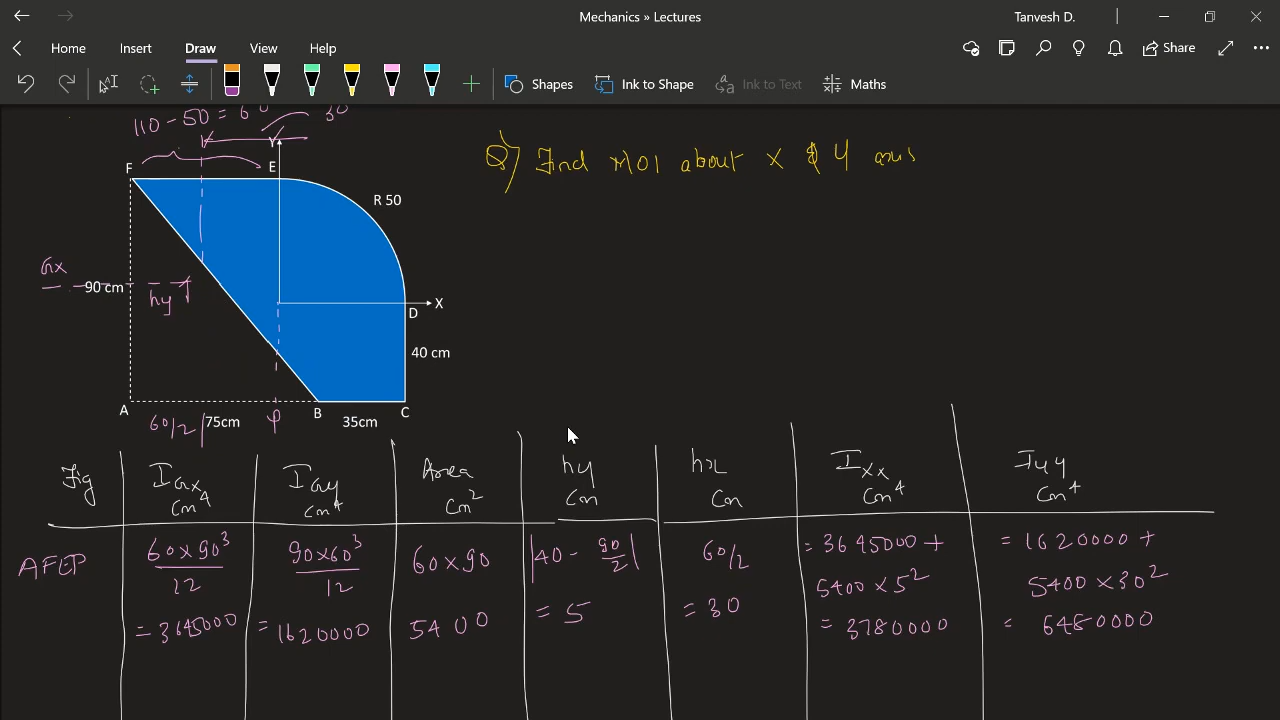 Mechanics » Lectures
Tanvesh D.
Home Insert Draw View Help
Share
Shapes Ink to Shape Ink to Text Maths
110 - 50 = 60
30
Y
Q) Find MOI about X & Y axis
F E
R 50
Gx
90 cm
hy
X
D
40 cm
A 60/2 75cm P B 35cm C
Fig IGx cm⁴ IGy cm⁴ Area cm² hy cm hx cm IXX cm⁴ IYY cm⁴
AFEP 60×90³/12 90×60³/12 60×90 |40 - 90/2| 60/2 = 3645000 + = 1620000 +
5400 × 5² 5400 × 30²
= 3645000 = 1620000 5400 = 5 = 30 = 3780000 = 6480000